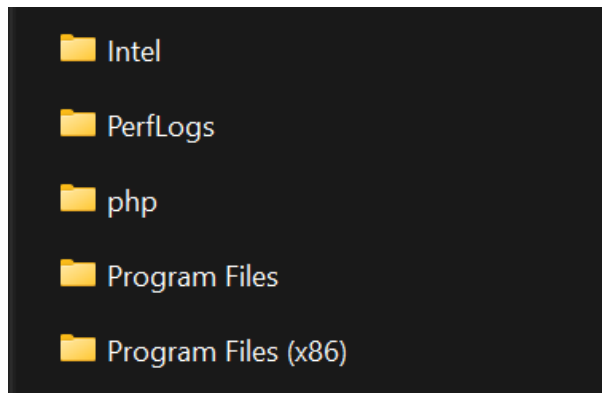 Intel
PerfLogs
php
Program Files
Program Files (x86)